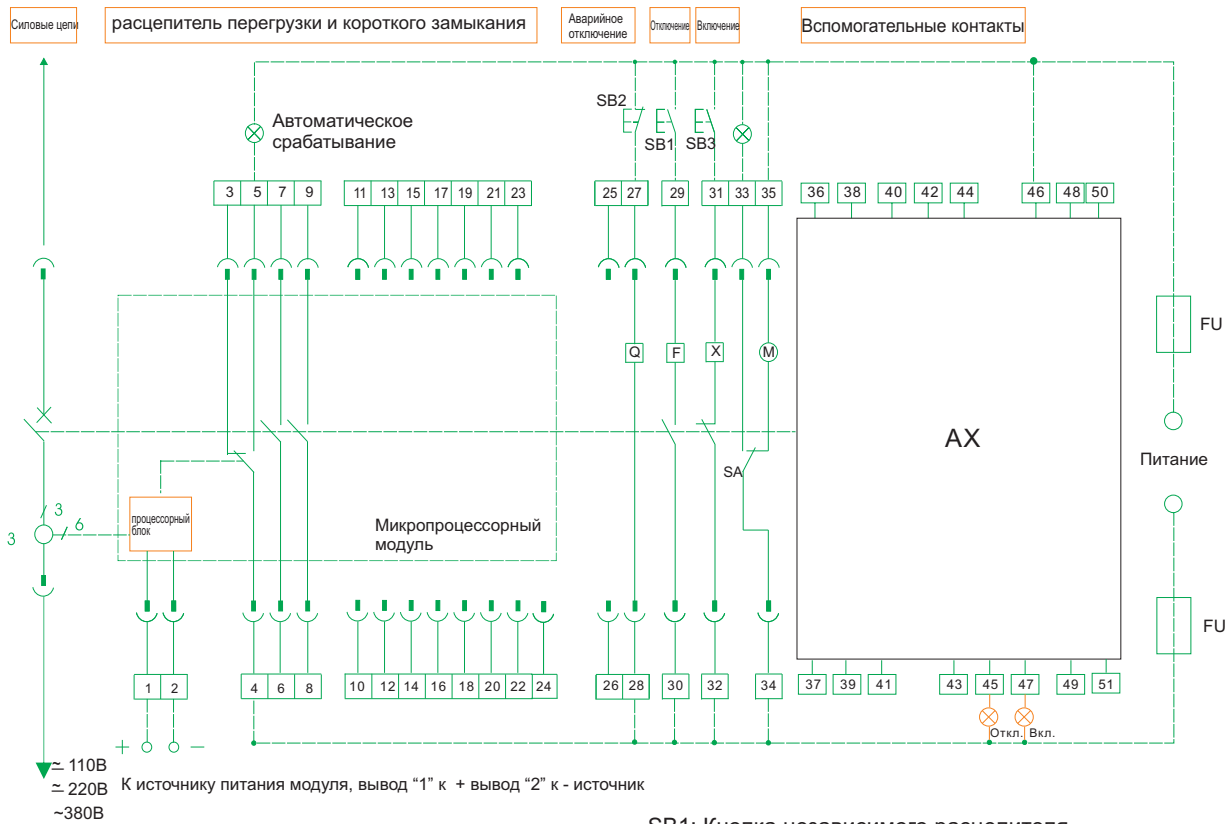 Силовые цепи
расцепитель перегрузки и короткого замыкания
Аварийное
отключение
Отключение
Включение
Вспомогательные контакты
Автоматическое
срабатывание
SB2
SB1
SB3
3 5 7 9 11 13 15 17 19 21 23 25 27 29 31 33 35
36 38 40 42 44 46 48 50
FU
Q F X M
AX
Питание
SA
3
3
6
процессорный
блок
Микропроцессорный
модуль
FU
1 2 4 6 8 10 12 14 16 18 20 22 24 26 28 30 32 34
37 39 41 43 45 47 49 51
Откл. Вкл.
+ −
≃ 110В
≃ 220В
~380В
К источнику питания модуля, вывод “1” к + вывод “2” к - источник
SB1: Кнопка независимого расцепителя